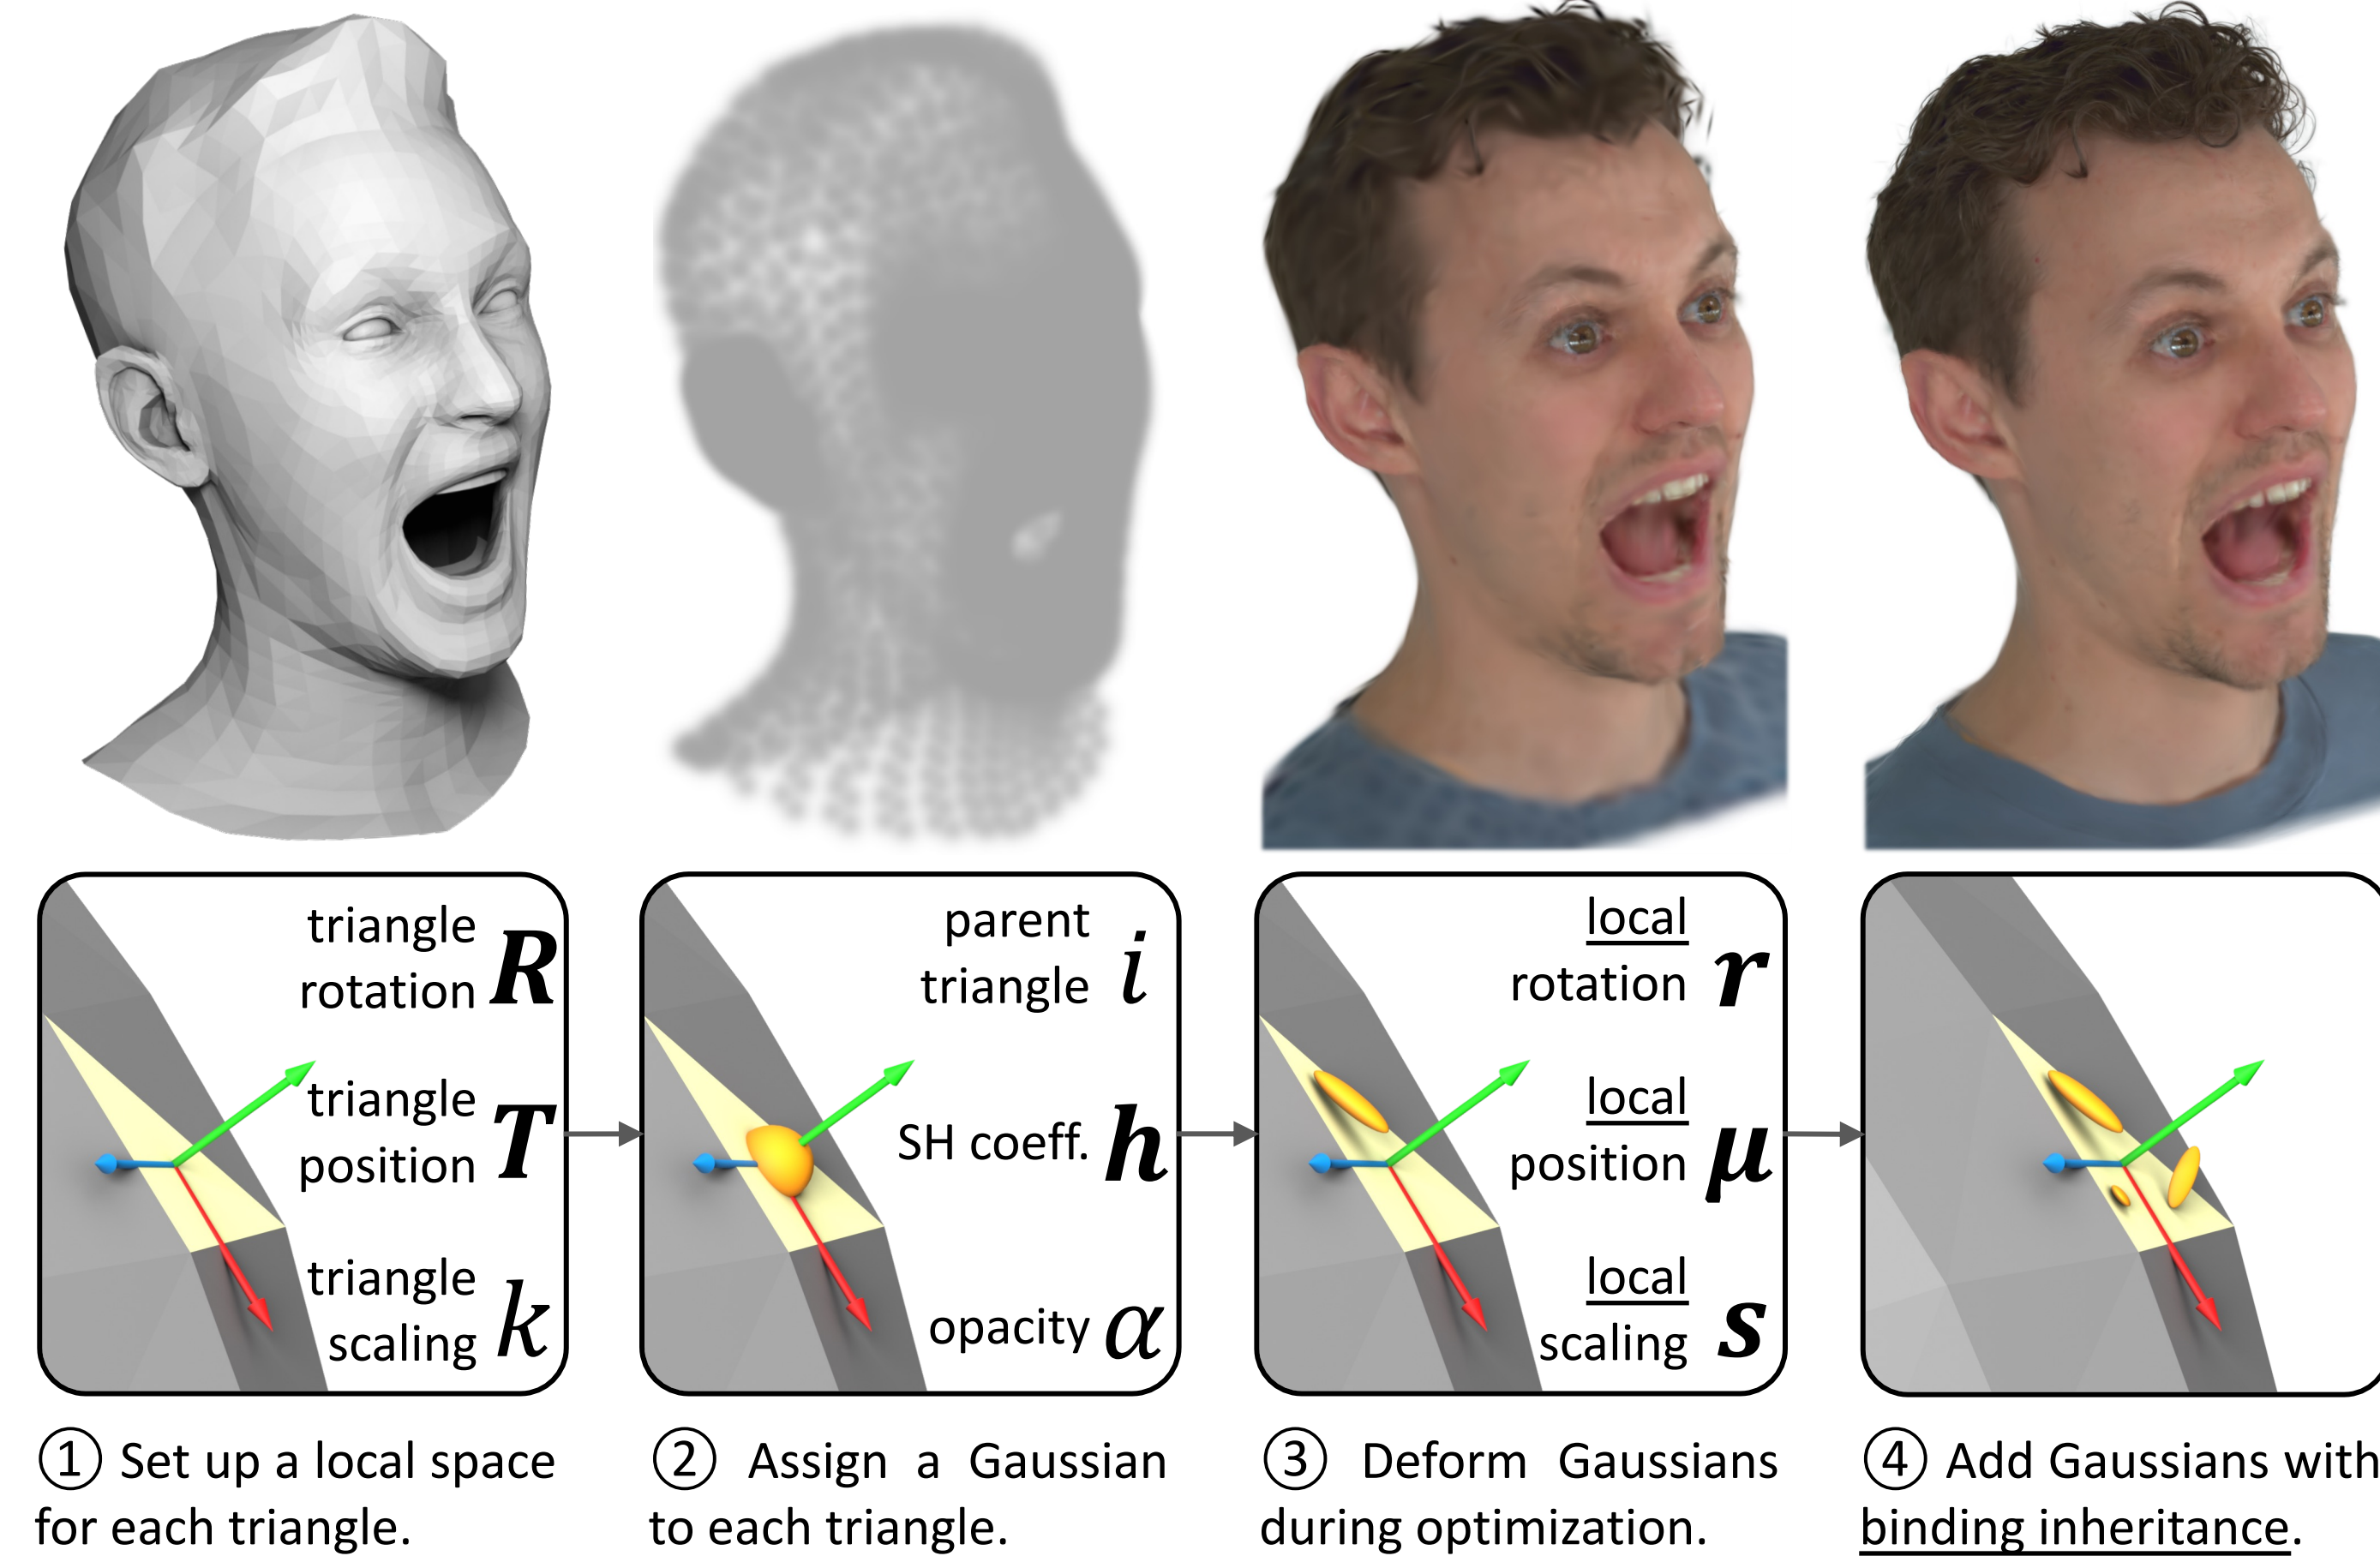 triangle
rotation R
triangle
position T
triangle
scaling k
parent
triangle i
SH coeff. h
opacity α
local
rotation r
local
position μ
local
scaling s
① Set up a local space
for each triangle.
② Assign a Gaussian
to each triangle.
③ Deform Gaussians
during optimization.
④ Add Gaussians with
binding inheritance.